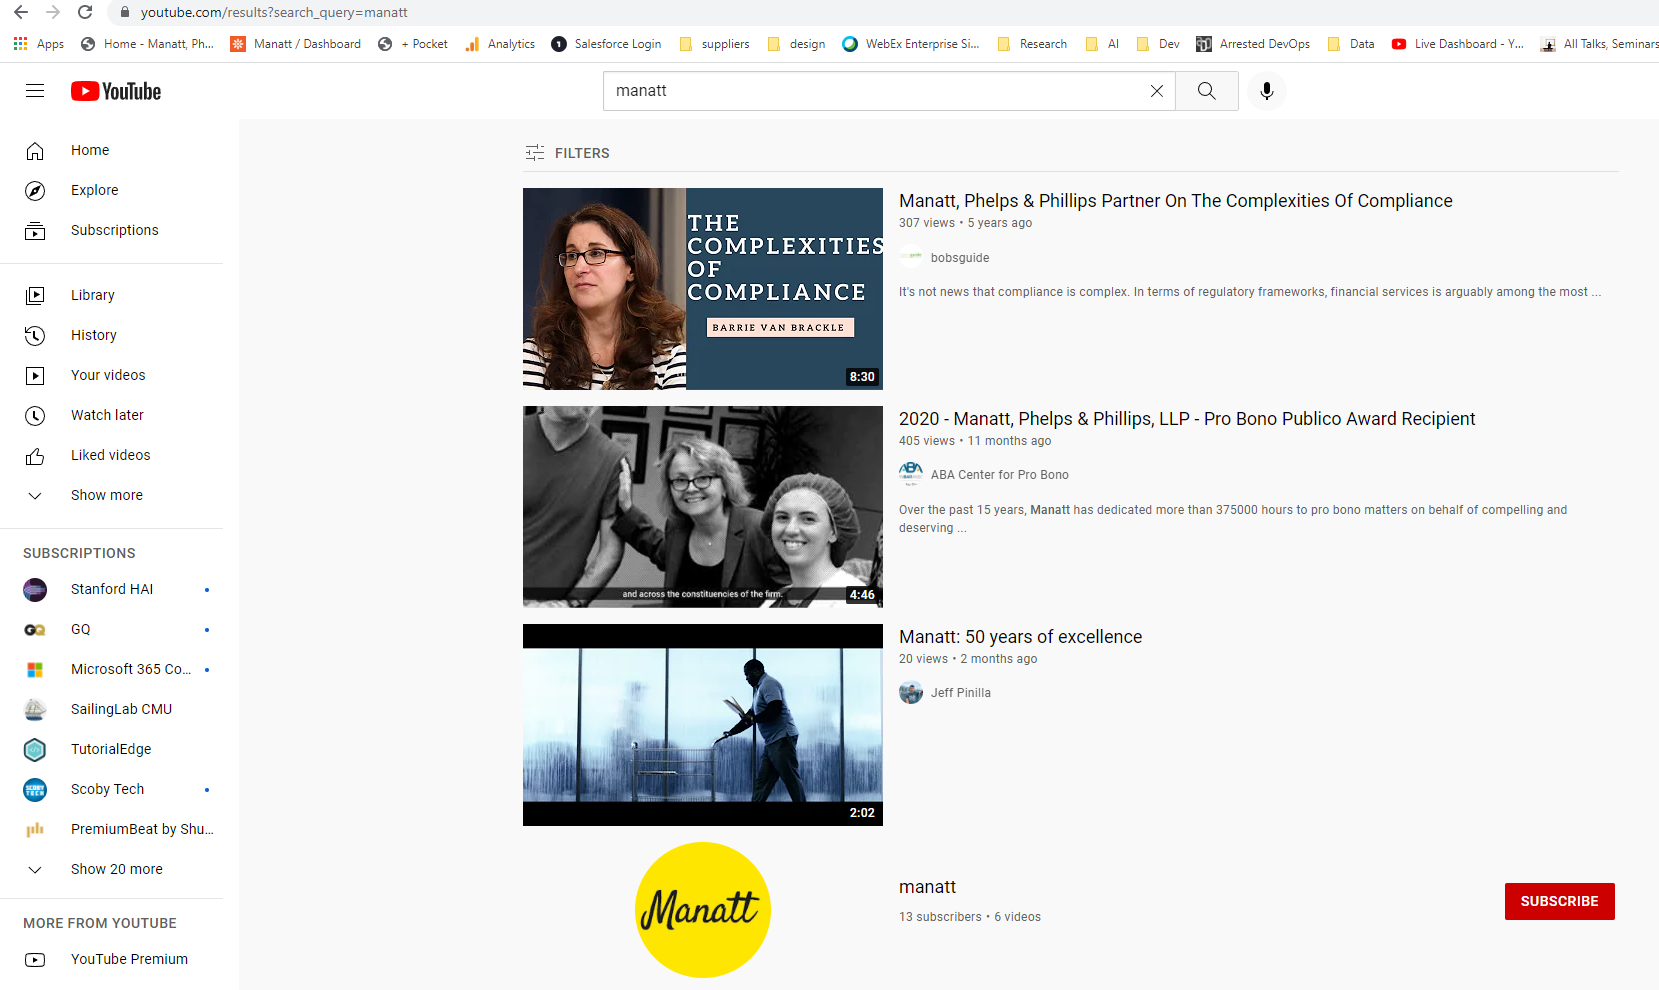 youtube.com/results?search_query=manatt
Apps
Home - Manatt, Ph...
Manatt / Dashboard
+ Pocket
Analytics
Salesforce Login
suppliers
design
WebEx Enterprise Si...
Research
AI
Dev
Arrested DevOps
Data
Live Dashboard - Y...
All Talks, Seminars
YouTube
manatt
Home
Explore
Subscriptions
Library
History
Your videos
Watch later
Liked videos
Show more
SUBSCRIPTIONS
Stanford HAI
GQ
GQ
Microsoft 365 Co...
SailingLab CMU
TutorialEdge
SCOBY
TECH
Scoby Tech
PremiumBeat by Shu...
Show 20 more
MORE FROM YOUTUBE
YouTube Premium
FILTERS
THE
COMPLEXITIES
OF
COMPLIANCE
BARRIE VAN BRACKLE
8:30
Manatt, Phelps & Phillips Partner On The Complexities Of Compliance
307 views • 5 years ago
bobsguide
It's not news that compliance is complex. In terms of regulatory frameworks, financial services is arguably among the most ...
and across the constituencies of the firm.
4:46
2020 - Manatt, Phelps & Phillips, LLP - Pro Bono Publico Award Recipient
405 views • 11 months ago
ABA
ABA Center for Pro Bono
Over the past 15 years, Manatt has dedicated more than 375000 hours to pro bono matters on behalf of compelling and
deserving ...
2:02
Manatt: 50 years of excellence
20 views • 2 months ago
Jeff Pinilla
Manatt
manatt
13 subscribers • 6 videos
SUBSCRIBE